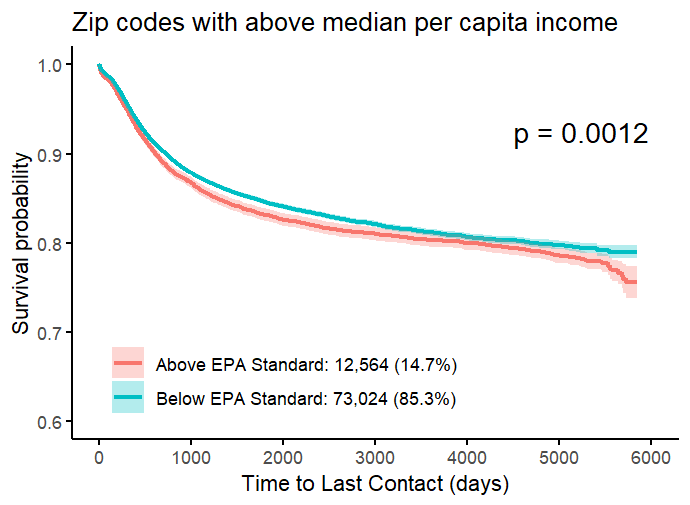 Zip codes with above median per capita income
p = 0.0012
Survival probability
1.0
0.9
0.8
0.7
0.6
Above EPA Standard: 12,564 (14.7%)
Below EPA Standard: 73,024 (85.3%)
0 1000 2000 3000 4000 5000 6000
Time to Last Contact (days)